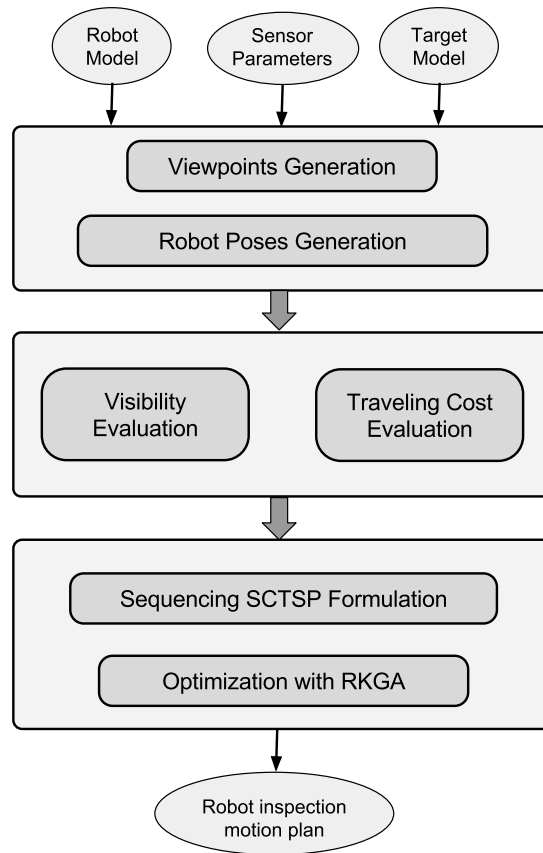 Robot
Model
Sensor
Parameters
Target
Model
Viewpoints Generation
Robot Poses Generation
Visibility
Evaluation
Traveling Cost
Evaluation
Sequencing SCTSP Formulation
Optimization with RKGA
Robot inspection
motion plan